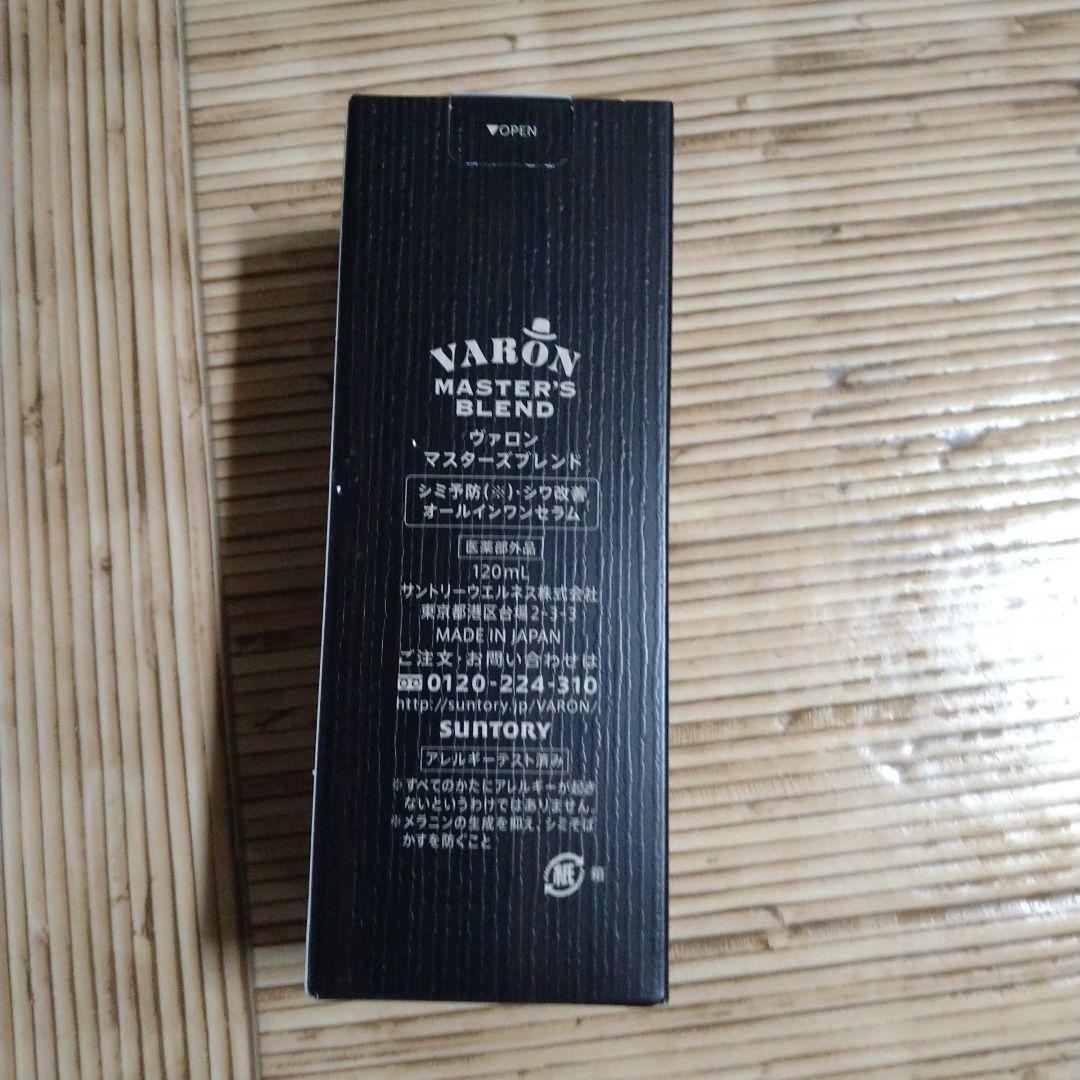 ▼OPEN
VARON
MASTER'S
BLEND
ヴァロン
マスターズブレンド
シミ予防(※)・シワ改善
オールインワンセラム
医薬部外品
120mL
サントリーウエルネス株式会社
東京都港区台場2-3-3
MADE IN JAPAN
ご注文・お問い合わせは
0120-224-310
http://suntory.jp/VARON/
SUNTORY
アレルギーテスト済み
※すべてのかたにアレルギーが起き
ないというわけではありません。
※メラニンの生成を抑え、シミそば
かすを防ぐこと
紙 箱